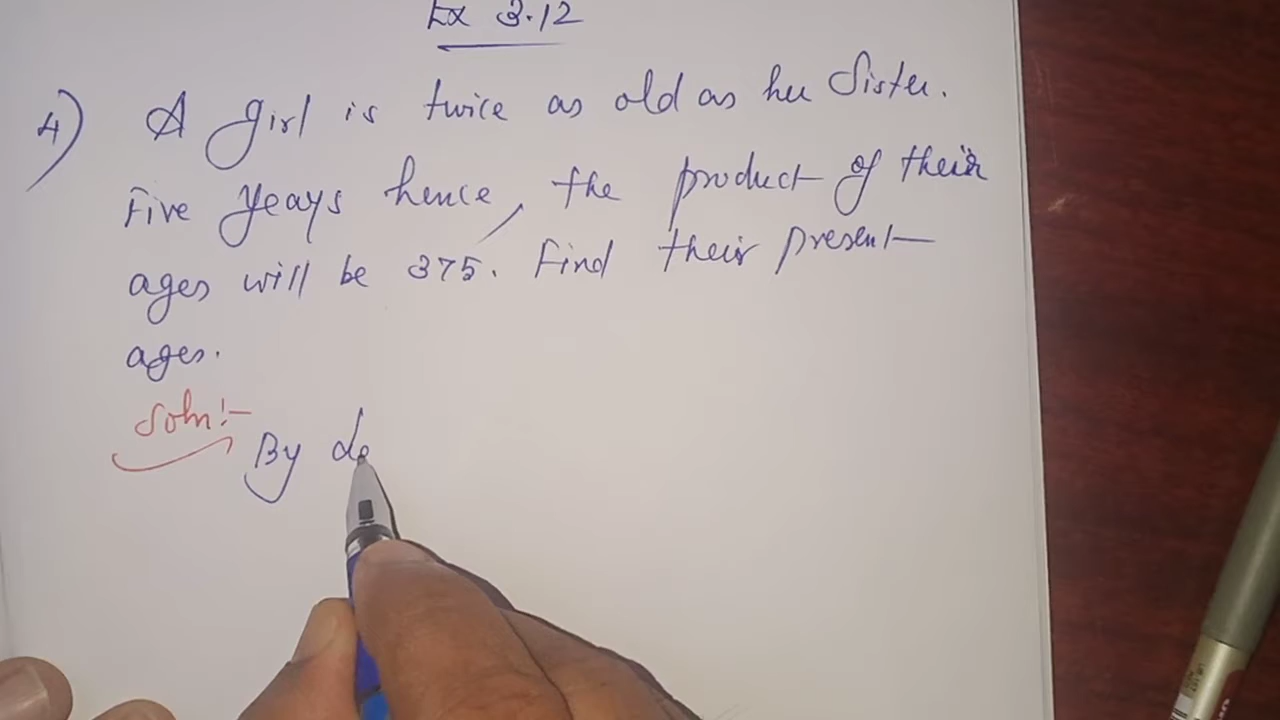 Ex 3.12
4) A girl is twice as old as her sister.
Five years hence, the product of their
ages will be 375. Find their present
ages.
Soln:-
By